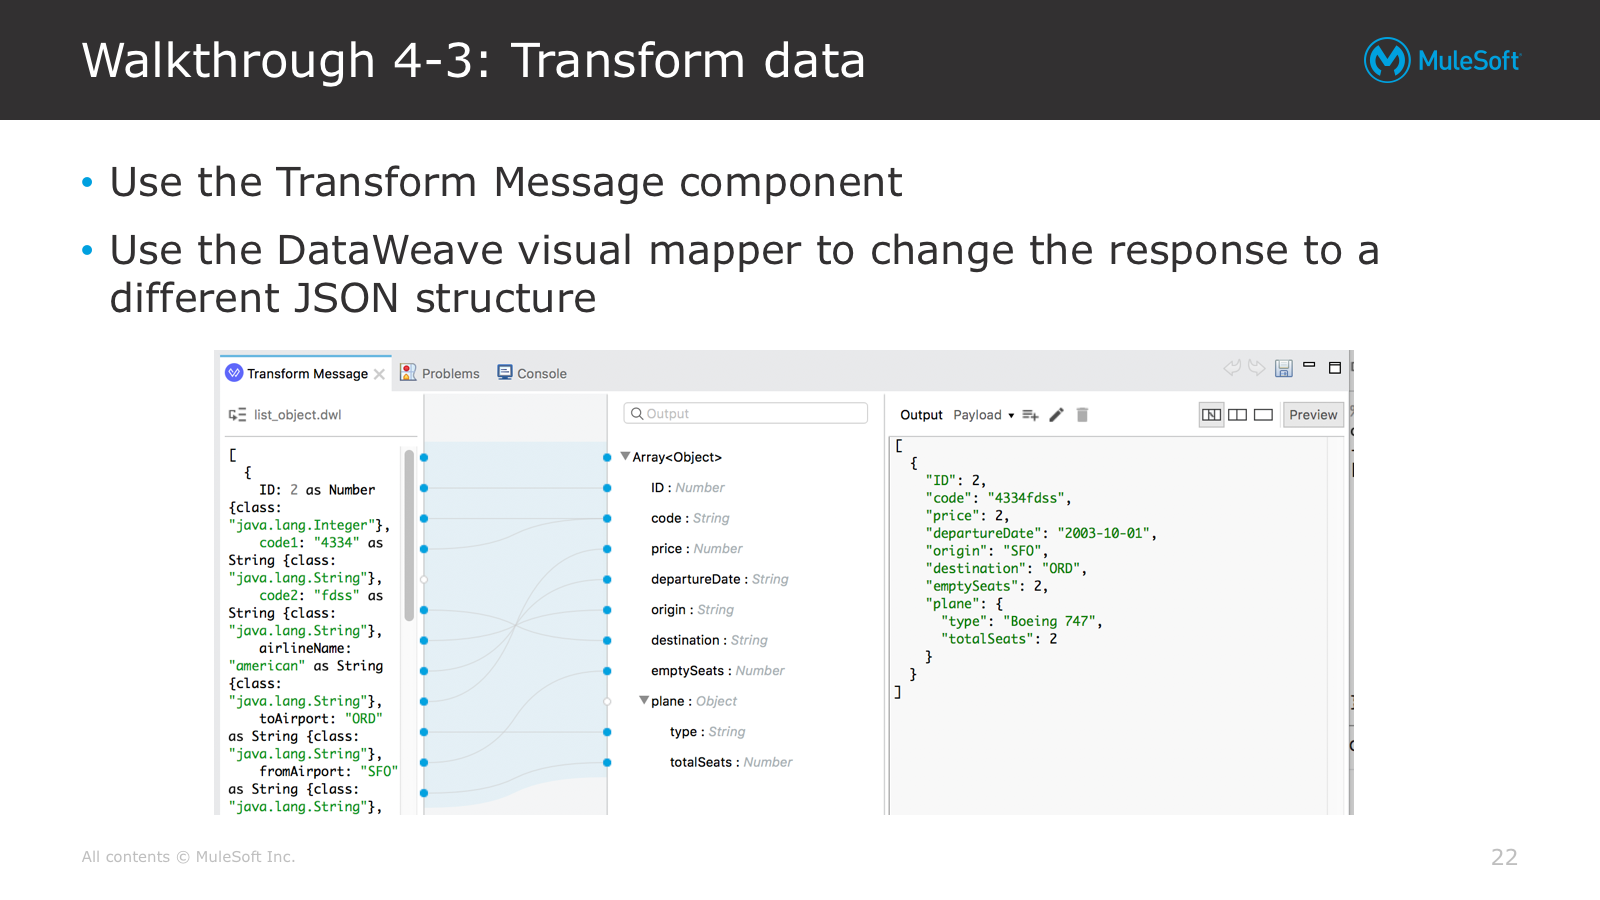 Walkthrough 4-3: Transform data
MuleSoft
• Use the Transform Message component
• Use the DataWeave visual mapper to change the response to a
different JSON structure
Transform Message
Problems
Console
list_object.dwl
[
{
ID: 2 as Number
{class:
"java.lang.Integer"},
code1: "4334" as
String {class:
"java.lang.String"},
code2: "fdss" as
String {class:
"java.lang.String"},
airlineName:
"american" as String
{class:
"java.lang.String"},
toAirport: "ORD"
as String {class:
"java.lang.String"},
fromAirport: "SFO"
as String {class:
"java.lang.String"},
Output
Array<Object>
ID : Number
code : String
price : Number
departureDate : String
origin : String
destination : String
emptySeats : Number
plane : Object
type : String
totalSeats : Number
Output Payload
Preview
[
{
"ID": 2,
"code": "4334fdss",
"price": 2,
"departureDate": "2003-10-01",
"origin": "SFO",
"destination": "ORD",
"emptySeats": 2,
"plane": {
"type": "Boeing 747",
"totalSeats": 2
}
}
]
All contents © MuleSoft Inc.
22